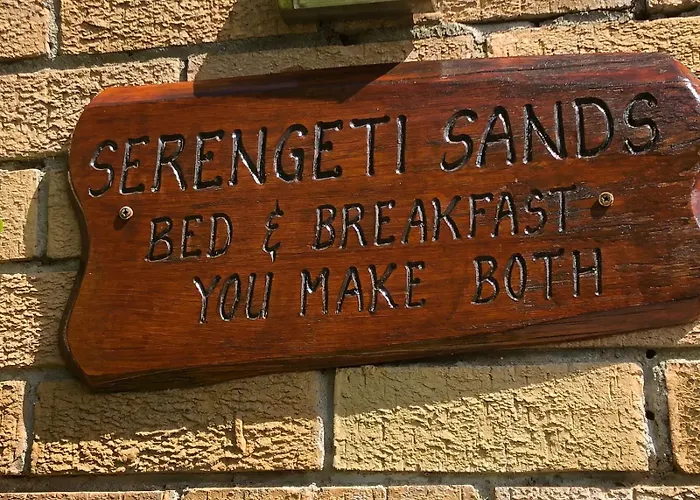 SERENGETI SANDS
BED & BREAKFAST
YOU MAKE BOTH